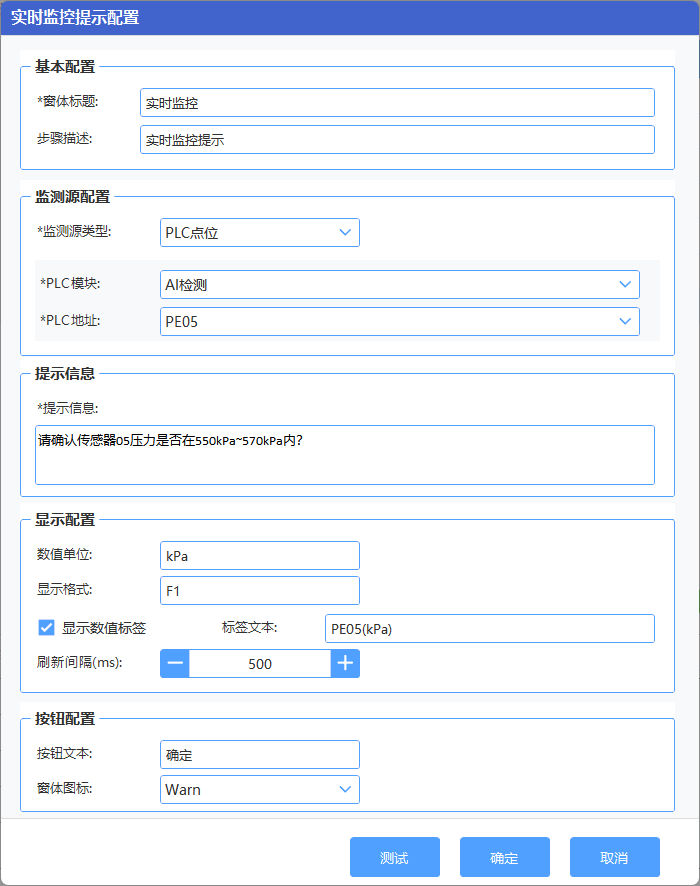 实时监控提示配置
基本配置
*窗体标题:
实时监控
步骤描述:
实时监控提示
监测源配置
*监测源类型:
PLC点位
*PLC模块:
AI检测
*PLC地址:
PE05
提示信息
*提示信息:
请确认传感器05压力是否在550kPa~570kPa内?
显示配置
数值单位:
kPa
显示格式:
F1
显示数值标签 标签文本: PE05(kPa)
刷新间隔(ms):
500
按钮配置
按钮文本:
确定
窗体图标:
Warn
测试 确定 取消